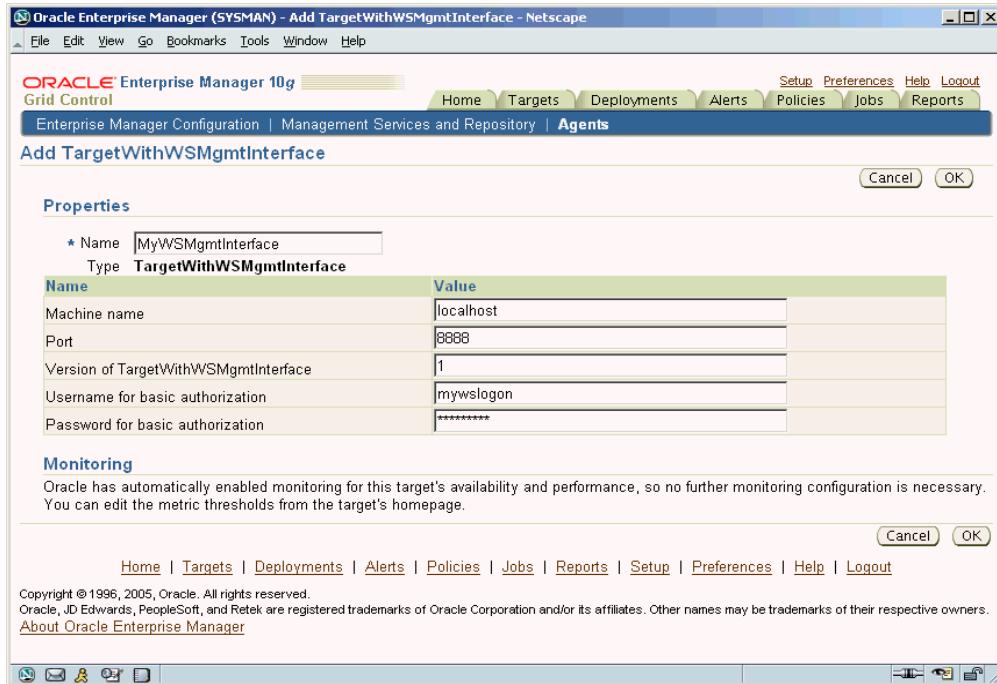 Oracle Enterprise Manager (SYSMAN) - Add TargetWithWSMgmtInterface - Netscape
File Edit View Go Bookmarks Tools Window Help
ORACLE Enterprise Manager 10g
Grid Control
Setup Preferences Help Logout
Home Targets Deployments Alerts Policies Jobs Reports
Enterprise Manager Configuration | Management Services and Repository | Agents
Add TargetWithWSMgmtInterface
Cancel OK
Properties
* Name MyWSMgmtInterface
Type TargetWithWSMgmtInterface
Name Value
Machine name localhost
Port 8888
Version of TargetWithWSMgmtInterface 1
Username for basic authorization mywslogon
Password for basic authorization *********
Monitoring
Oracle has automatically enabled monitoring for this target's availability and performance, so no further monitoring configuration is necessary.
You can edit the metric thresholds from the target's homepage.
Cancel OK
Home | Targets | Deployments | Alerts | Policies | Jobs | Reports | Setup | Preferences | Help | Logout
Copyright © 1996, 2005, Oracle. All rights reserved.
Oracle, JD Edwards, PeopleSoft, and Retek are registered trademarks of Oracle Corporation and/or its affiliates. Other names may be trademarks of their respective owners.
About Oracle Enterprise Manager